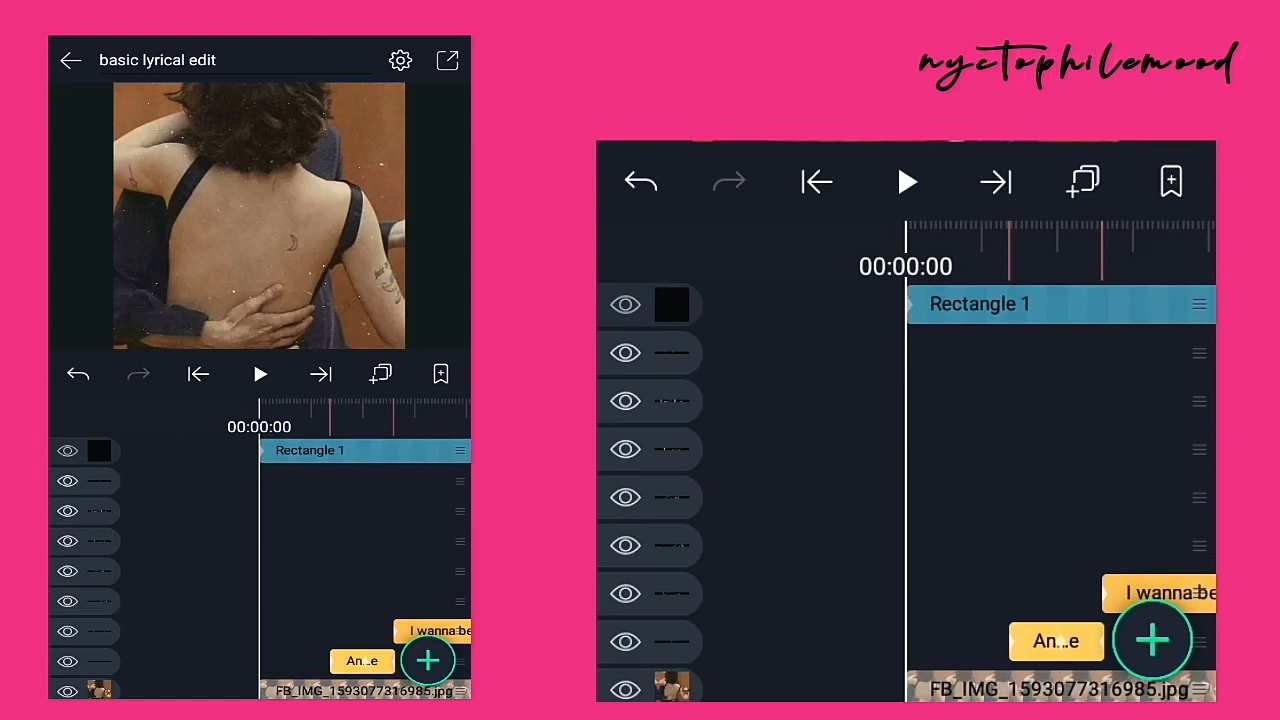 nyctophilemood
basic lyrical edit
00:00:00
Rectangle 1
I wanna be
An...e
FB_IMG_1593077316985.jpg
00:00:00
Rectangle 1
I wanna be
An...e
FB_IMG_1593077316985.jpg